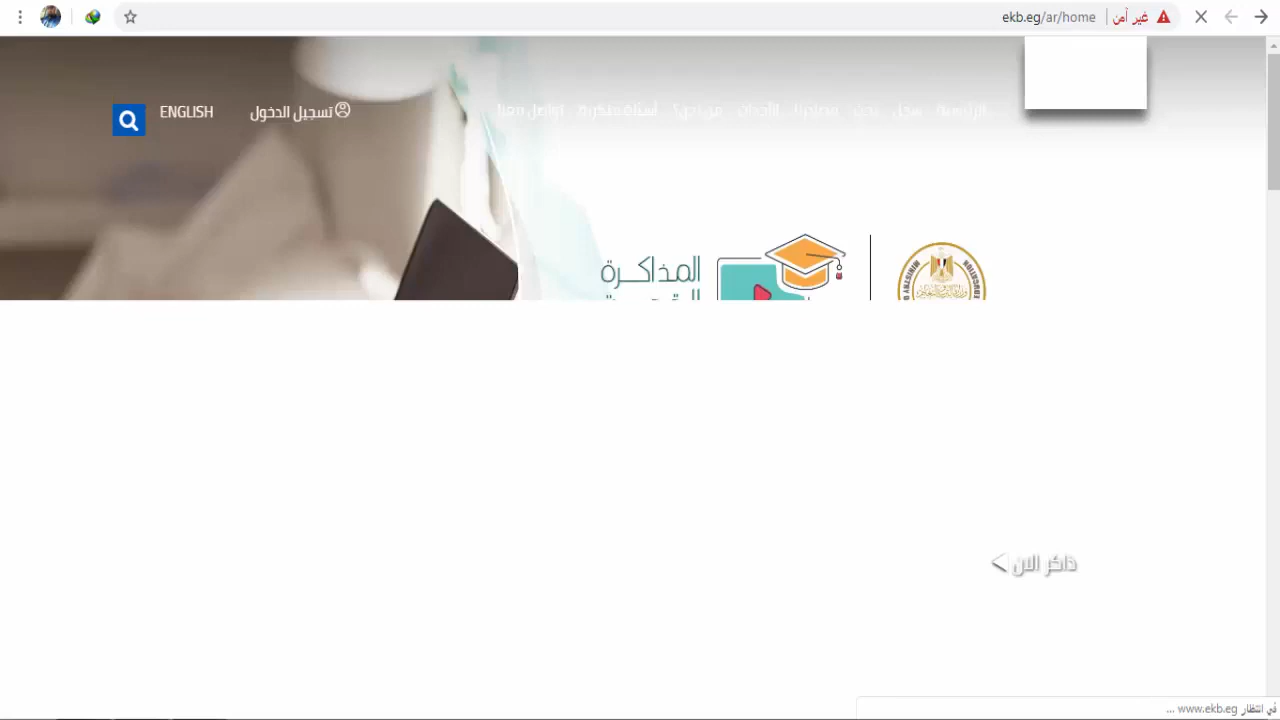 غير آمن
ekb.eg/ar/home
الرئيسية
سجل
بحث
مصادرنا
الأحداث
من نحن؟
أسئلة متكررة
تواصل معنا
تسجيل الدخول
ENGLISH
المذاكرة
ذاكر الآن
في انتظار www.ekb.eg ...